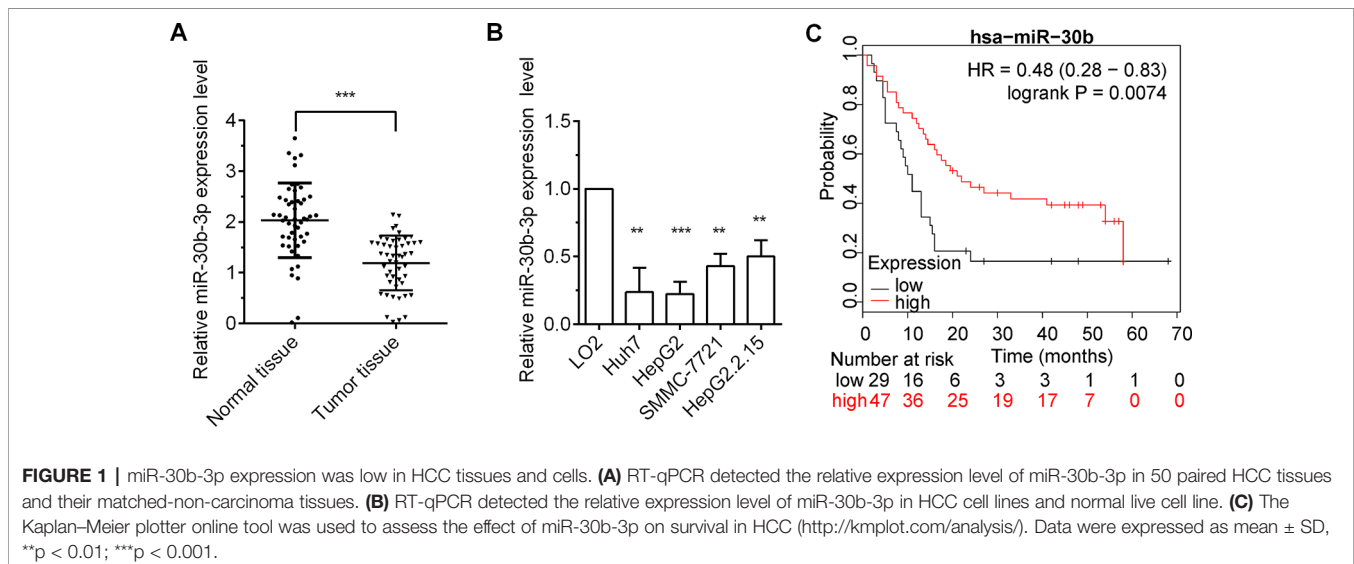 A
Relative miR-30b-3p expression level
***
4
3
2
1
0
Normal tissue
Tumor tissue
B
Relative miR-30b-3p expression level
1.5
1.0
0.5
0.0
**
***
**
**
LO2
Huh7
HepG2
SMMC-7721
HepG2.2.15
C
hsa−miR−30b
HR = 0.48 (0.28 − 0.83)
logrank P = 0.0074
Probability
1.0
0.8
0.6
0.4
0.2
0.0
Expression
low
high
0 10 20 30 40 50 60 70
Time (months)
Number at risk
low 29 16 6 3 3 1 1 0
high 47 36 25 19 17 7 0 0
FIGURE 1 | miR-30b-3p expression was low in HCC tissues and cells. (A) RT-qPCR detected the relative expression level of miR-30b-3p in 50 paired HCC tissues
and their matched-non-carcinoma tissues. (B) RT-qPCR detected the relative expression level of miR-30b-3p in HCC cell lines and normal live cell line. (C) The
Kaplan–Meier plotter online tool was used to assess the effect of miR-30b-3p on survival in HCC (http://kmplot.com/analysis/). Data were expressed as mean ± SD,
**p < 0.01; ***p < 0.001.